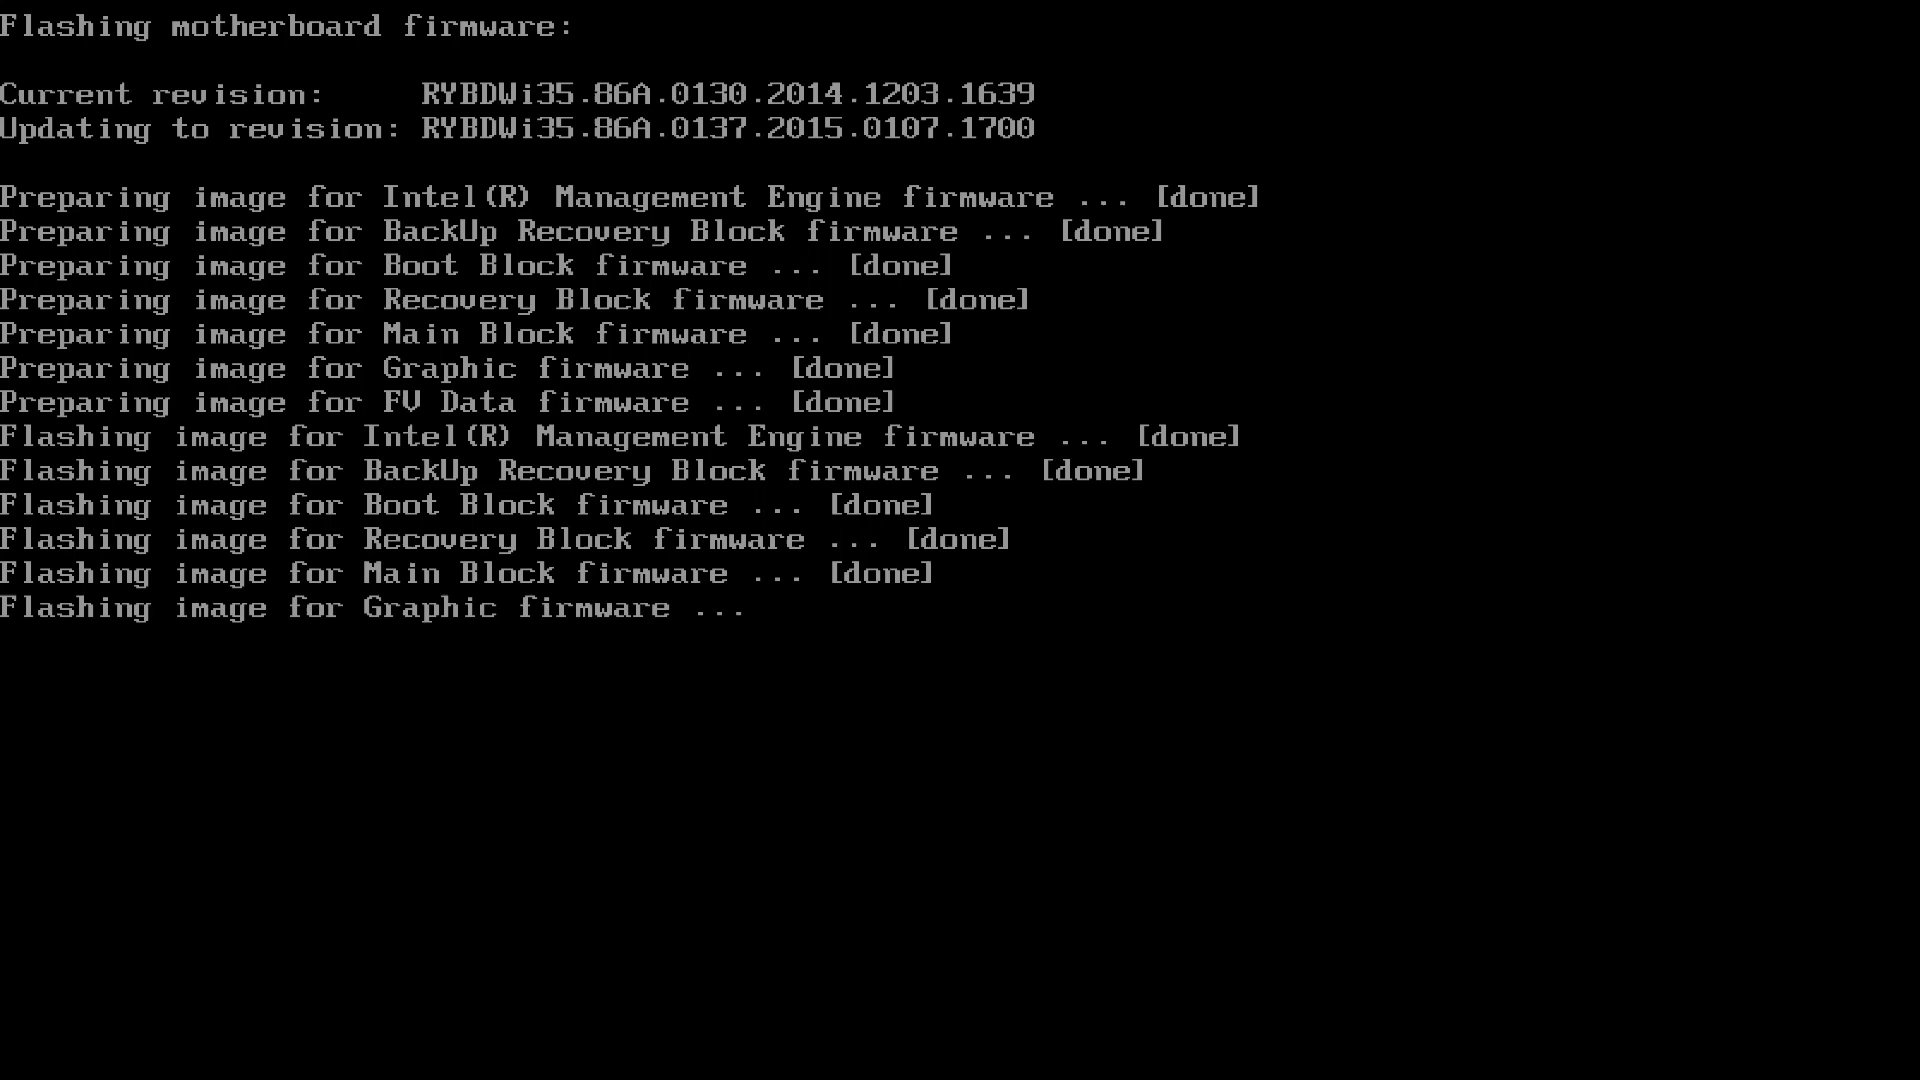 Flashing motherboard firmware:
Current revision: RYBDWi35.86A.0130.2014.1203.1639
Updating to revision: RYBDWi35.86A.0137.2015.0107.1700
Preparing image for Intel(R) Management Engine firmware ... [done]
Preparing image for BackUp Recovery Block firmware ... [done]
Preparing image for Boot Block firmware ... [done]
Preparing image for Recovery Block firmware ... [done]
Preparing image for Main Block firmware ... [done]
Preparing image for Graphic firmware ... [done]
Preparing image for FV Data firmware ... [done]
Flashing image for Intel(R) Management Engine firmware ... [done]
Flashing image for BackUp Recovery Block firmware ... [done]
Flashing image for Boot Block firmware ... [done]
Flashing image for Recovery Block firmware ... [done]
Flashing image for Main Block firmware ... [done]
Flashing image for Graphic firmware ...